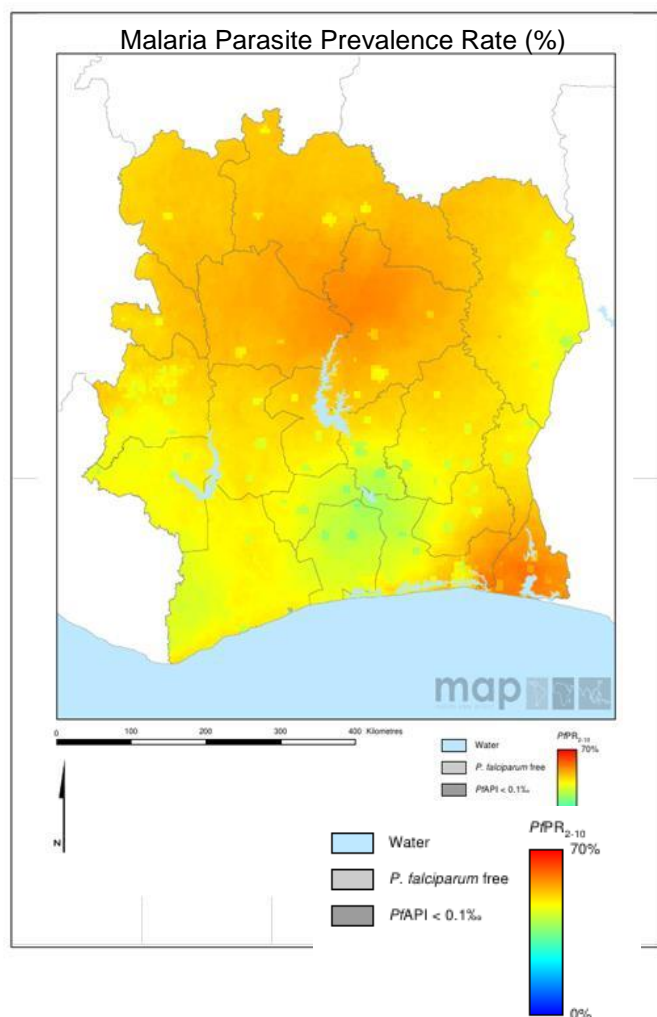 Malaria Parasite Prevalence Rate (%)
map
0 100 200 300 400 Kilometres
N
Water
P. falciparum free
PfAPI < 0.1‰
PfPR2-10
70%
Water
P. falciparum free
PfAPI < 0.1‰
PfPR2-10
70%
0%